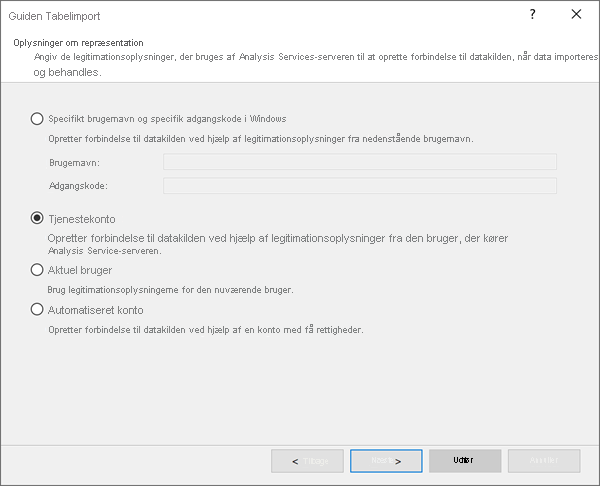 Guiden Tabelimport
?
Oplysninger om repræsentation
Angiv de legitimationsoplysninger, der bruges af Analysis Services-serveren til at oprette forbindelse til datakilden, når data importeres
og behandles.
Specifikt brugernavn og specifik adgangskode i Windows
Opretter forbindelse til datakilden ved hjælp af legitimationsoplysninger fra nedenstående brugernavn.
Brugernavn:
Adgangskode:
Tjenestekonto
Opretter forbindelse til datakilden ved hjælp af legitimationsoplysninger fra den bruger, der kører
Analysis Service-serveren.
Aktuel bruger
Brug legitimationsoplysningerne for den nuværende bruger.
Automatiseret konto
Opretter forbindelse til datakilden ved hjælp af en konto med få rettigheder.
< Tilbage
>
Udfør